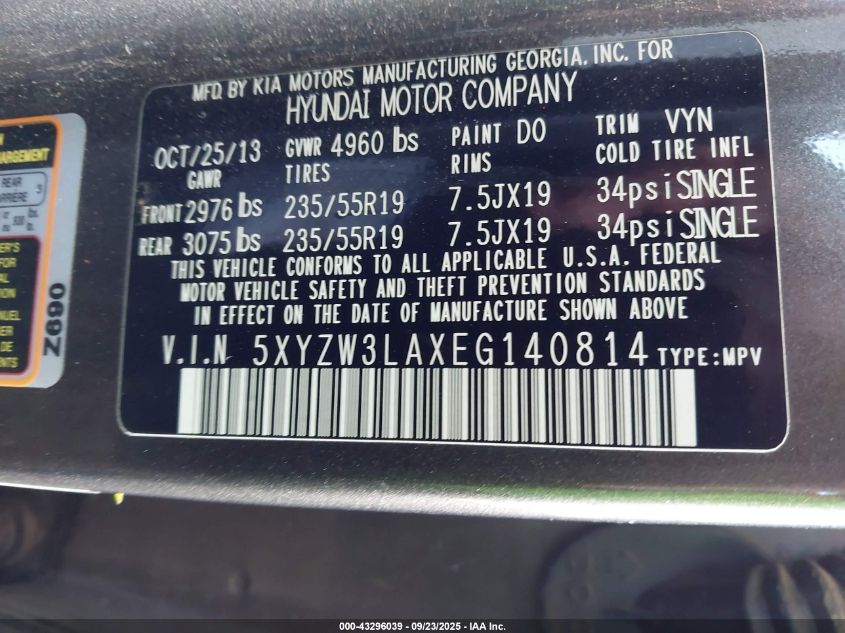 MFD. BY KIA MOTORS MANUFACTURING GEORGIA, INC. FOR
HYUNDAI MOTOR COMPANY
OCT/25/13 GVWR 4960 lbs PAINT DO TRIM VYN
GAWR TIRES RIMS COLD TIRE INFL
FRONT 2976 lbs 235/55R19 7.5JX19 34psi SINGLE
REAR 3075 lbs 235/55R19 7.5JX19 34psi SINGLE
THIS VEHICLE CONFORMS TO ALL APPLICABLE U.S.A. FEDERAL
MOTOR VEHICLE SAFETY AND THEFT PREVENTION STANDARDS
IN EFFECT ON THE DATE OF MANUFACTURE SHOWN ABOVE
V.I.N 5XYZW3LAXEG140814 TYPE:MPV
REAR
3
Z690
000-43296039 - 09/23/2025 - IAA Inc.